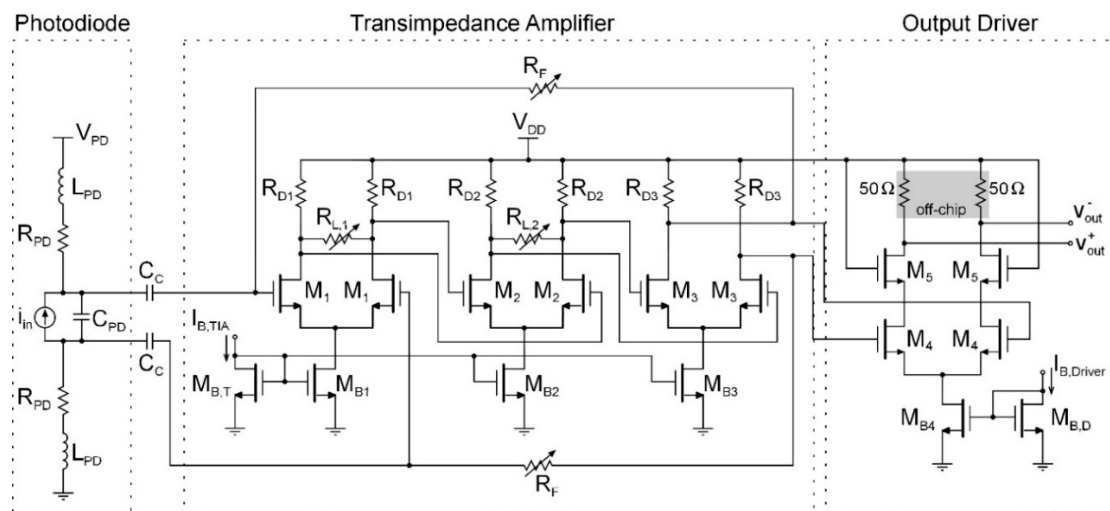 Photodiode
Transimpedance Amplifier
Output Driver
R_F
V_PD
V_DD
L_PD
R_D1
R_D1
R_D2
R_D2
R_D3
R_D3
50Ω
50Ω
off-chip
R_PD
R_L,1
R_L,2
v_out^-
v_out^+
C_C
M_1
M_1
M_2
M_2
M_3
M_3
M_5
M_5
i_in
C_PD
I_B,TIA
M_4
M_4
C_C
I_B,Driver
R_PD
M_B,T
M_B1
M_B2
M_B3
M_B4
M_B,D
L_PD
R_F